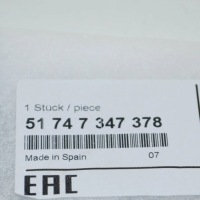 1 Stück / piece
51 74 7 347 378
Made in Spain 07
EAC